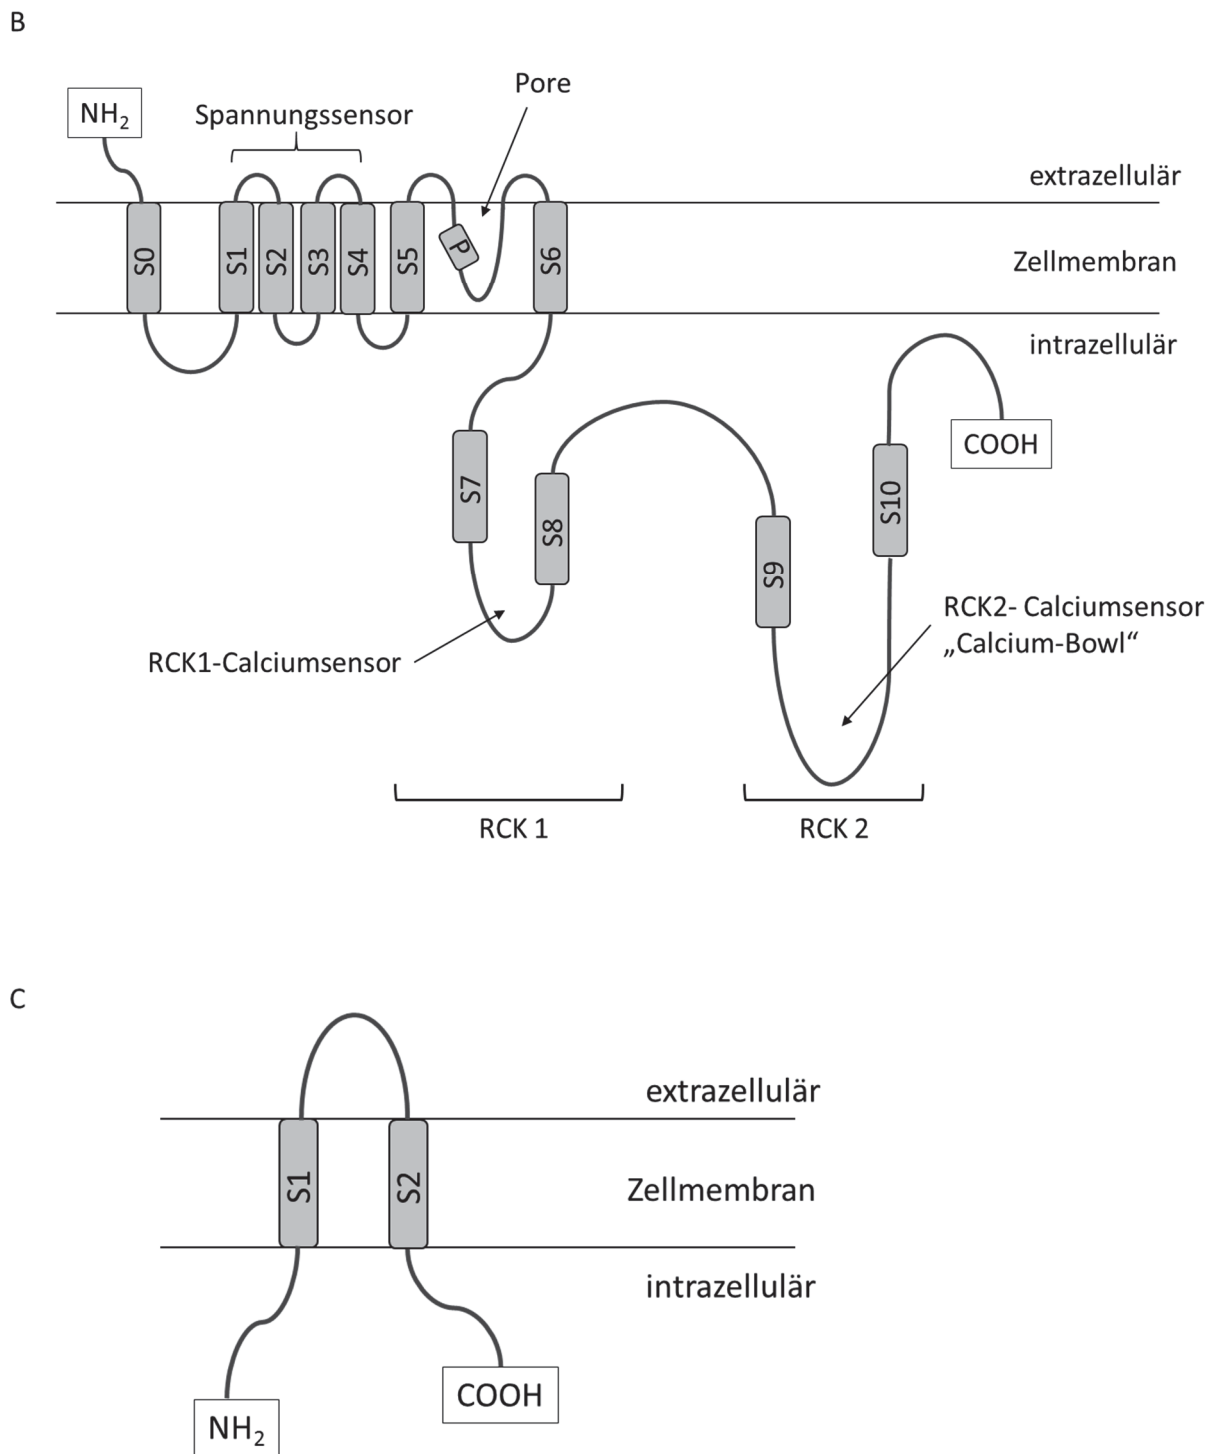 B
Pore
NH₂
Spannungssensor
extrazellulär
S0
S1
S2
S3
S4
S5
P
S6
Zellmembran
intrazellulär
COOH
S7
S8
S9
S10
RCK2- Calciumsensor
„Calcium-Bowl“
RCK1-Calciumsensor
RCK 1
RCK 2
C
extrazellulär
S1
S2
Zellmembran
intrazellulär
COOH
NH₂